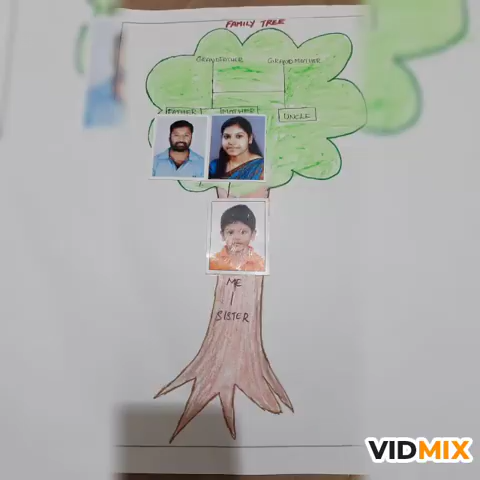 FAMILY TREE
GRANDFATHER GRANDMOTHER
FATHER MOTHER UNCLE
ME
SISTER
VIDMIX